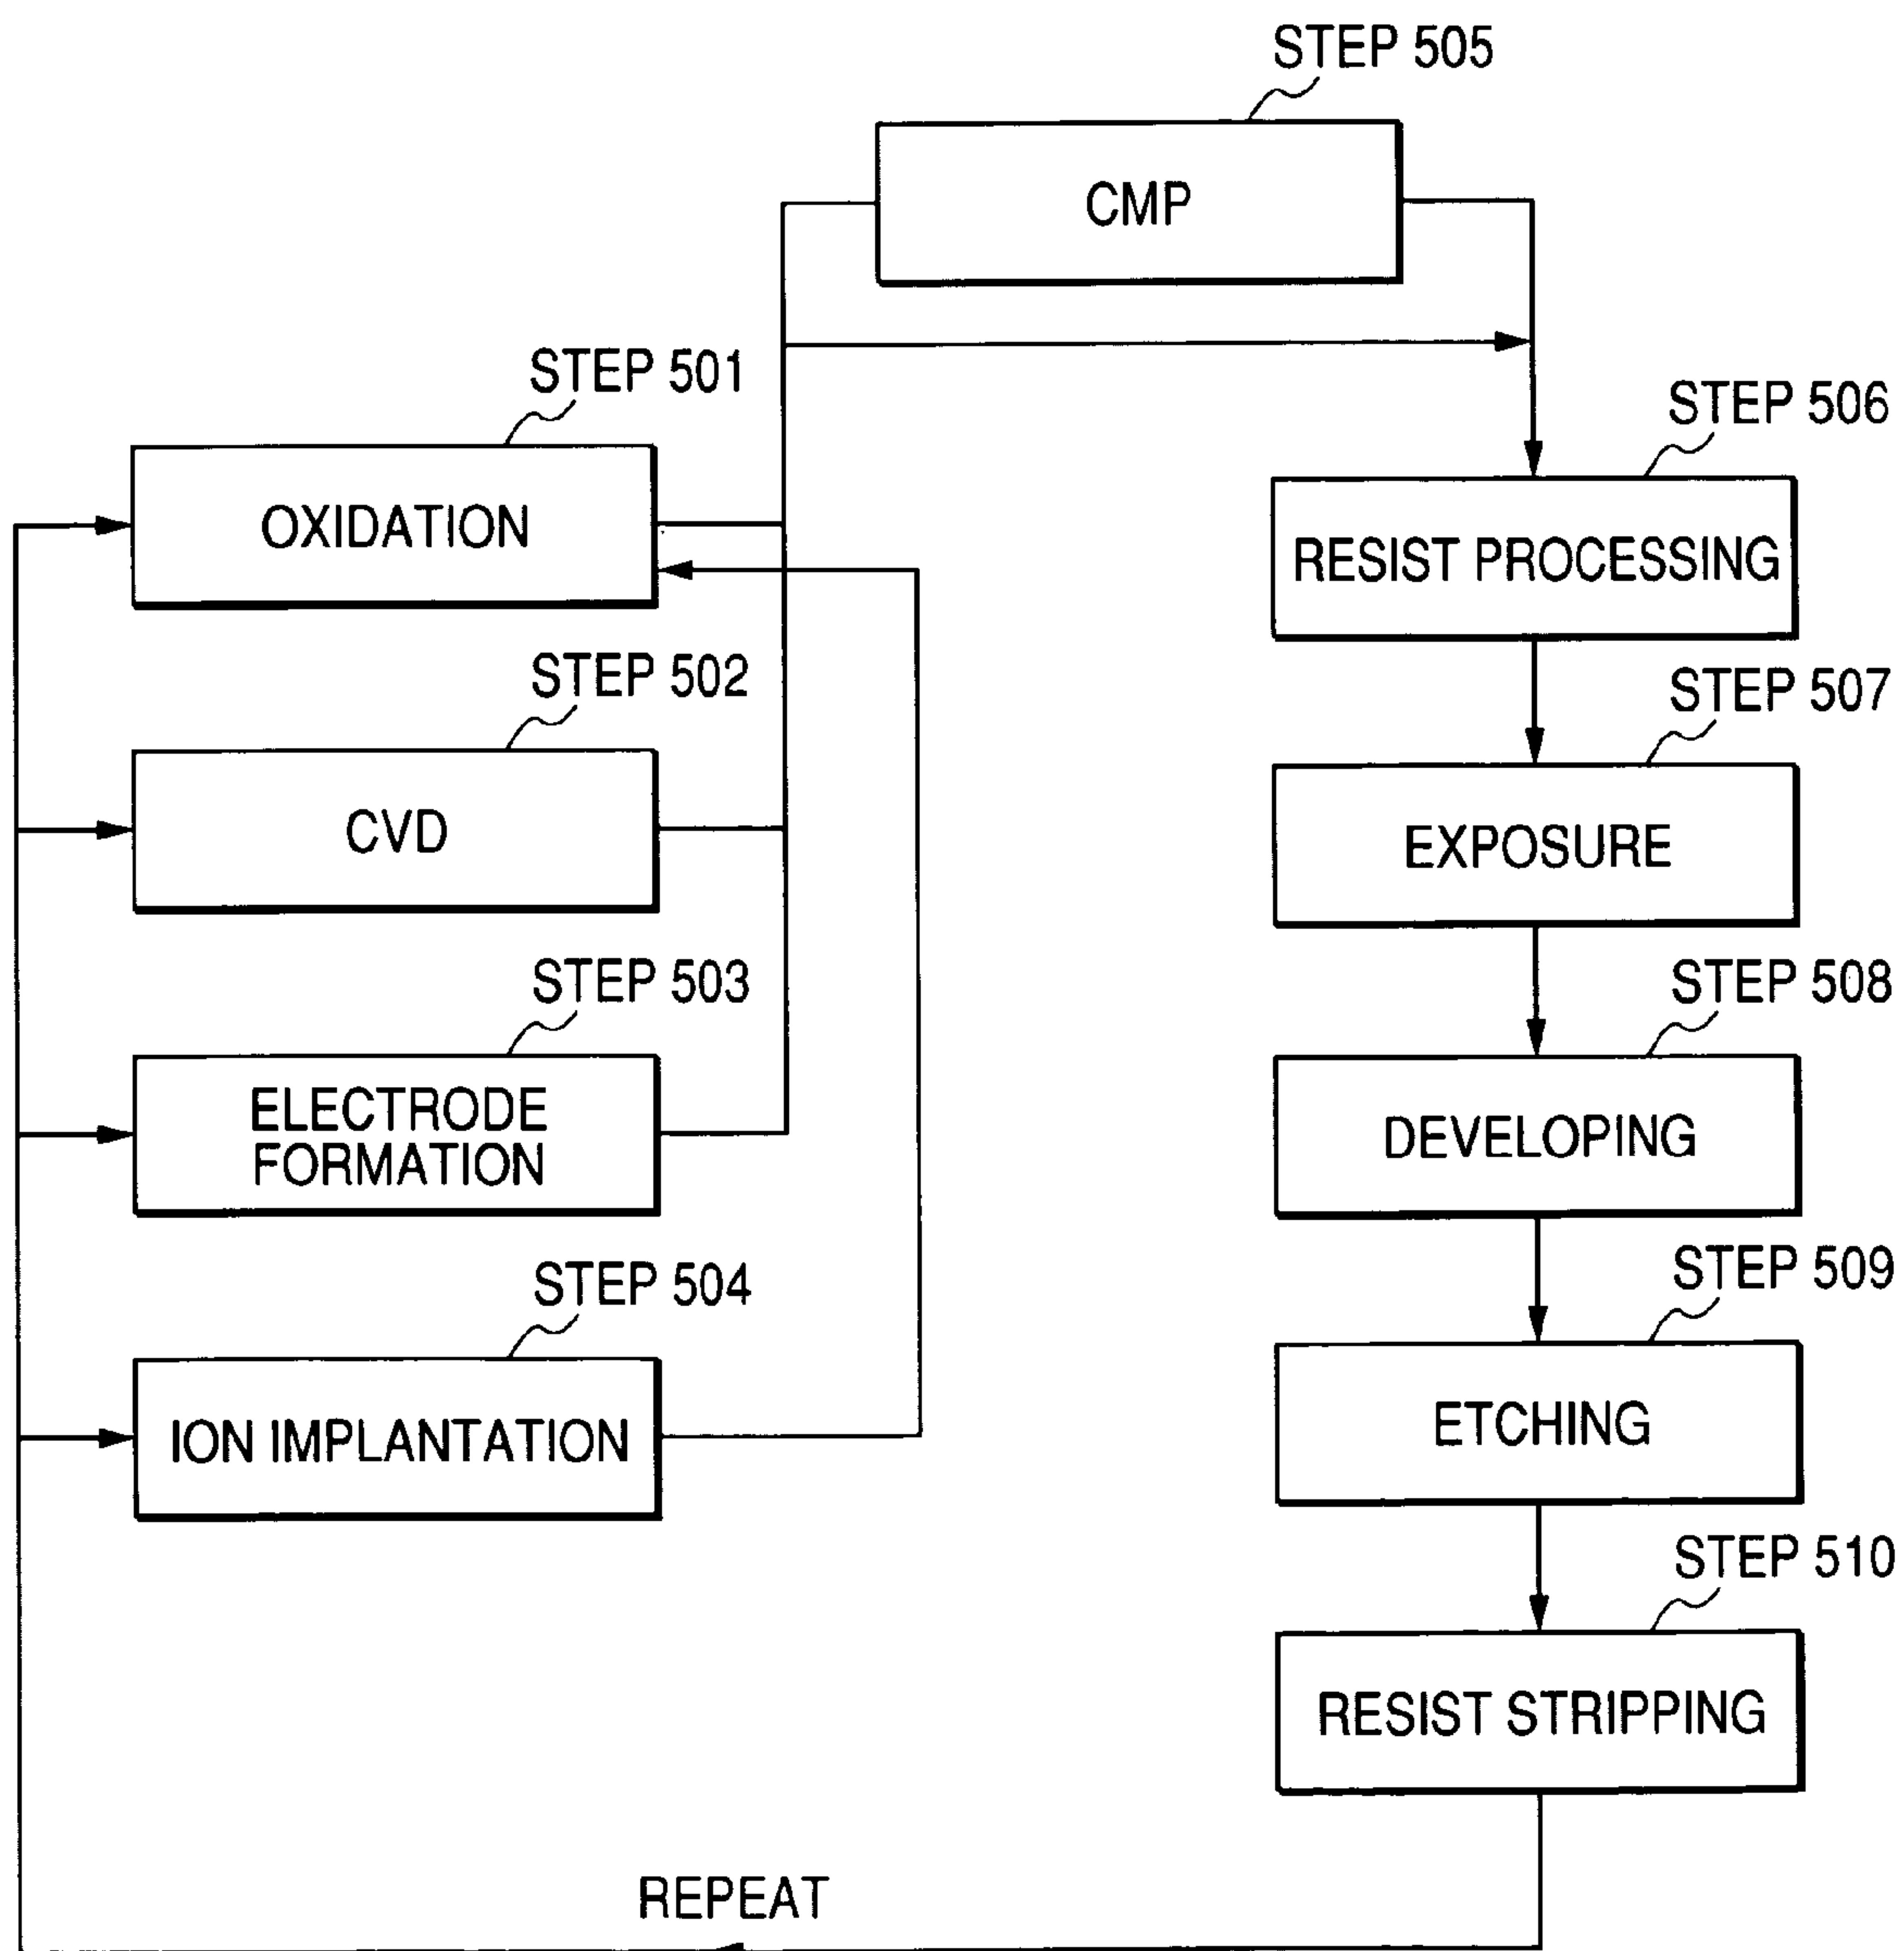 STEP 505
CMP
STEP 501
OXIDATION
STEP 502
CVD
STEP 503
ELECTRODE
FORMATION
STEP 504
ION IMPLANTATION
STEP 506
RESIST PROCESSING
STEP 507
EXPOSURE
STEP 508
DEVELOPING
STEP 509
ETCHING
STEP 510
RESIST STRIPPING
REPEAT